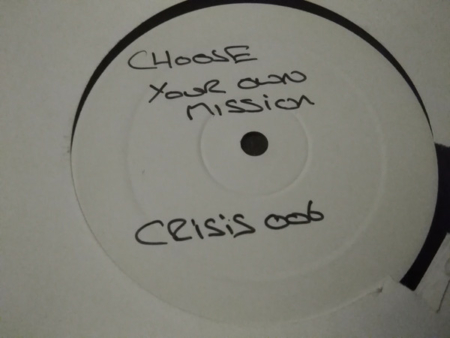 CHOOSE
YOUR OWN
MISSION
CRISIS 006